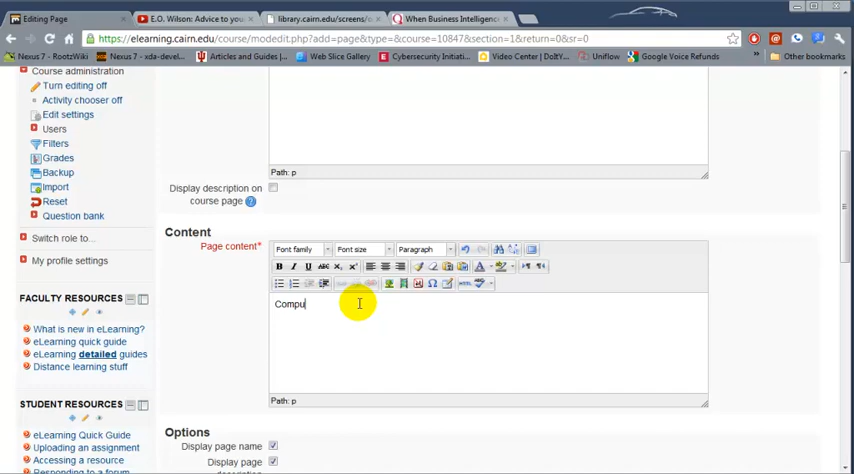 Editing Page
E.O. Wilson: Advice to you
library.cairn.edu/screens/
When Business Intelligence
https://elearning.cairn.edu/course/modedit.php?add=page&type=&course=10847&section=1&return=0&sr=0
Nexus 7 - RootzWiki
Nexus 7 - xda-devel...
Articles and Guides |...
Web Slice Gallery
Cybersecurity Initiati...
Video Center | DoItY...
Uniflow
Google Voice Refunds
»
Other bookmarks
Course administration
Turn editing off
Activity chooser off
Edit settings
Users
Filters
Grades
Backup
Import
Reset
Question bank
Switch role to...
My profile settings
FACULTY RESOURCES
What is new in eLearning?
eLearning quick guide
eLearning detailed guides
Distance learning stuff
STUDENT RESOURCES
eLearning Quick Guide
Uploading an assignment
Accessing a resource
Responding to a forum
Path: p
Display description on
course page
Content
Page content*
Font family
Font size
Paragraph
B I U ABC
HTML
Compu
Path: p
Options
Display page name
Display page
description